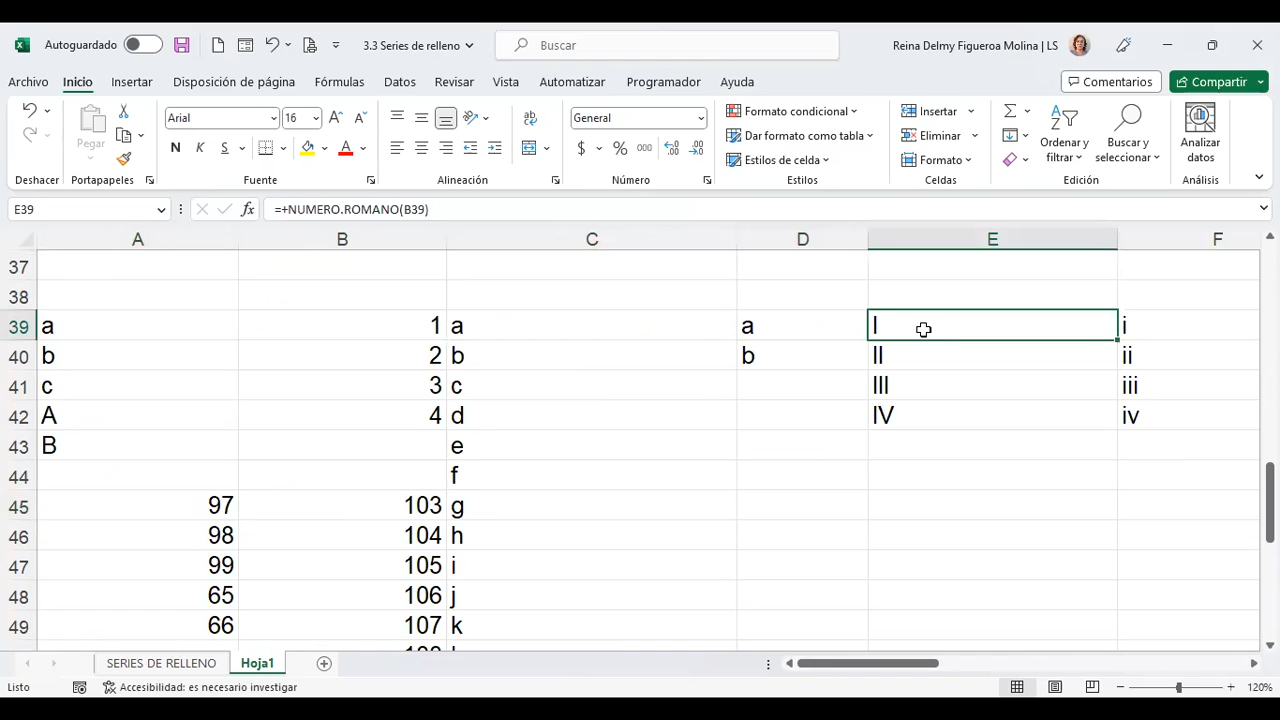 Autoguardado 3.3 Series de relleno Buscar Reina Delmy Figueroa Molina | LS
Archivo Inicio Insertar Disposición de página Fórmulas Datos Revisar Vista Automatizar Programador Ayuda Comentarios Compartir
Pegar Arial 16 General Formato condicional Insertar
N K S Dar formato como tabla Eliminar
$ % 000 Estilos de celda Formato
Ordenary filtrar Buscar y seleccionar Analizar datos
Deshacer Portapapeles Fuente Alineación Número Estilos Celdas Edición Análisis
E39 fx =+NUMERO.ROMANO(B39)
A B C D E F
37
38
39 a 1 a a I i
40 b 2 b b II ii
41 c 3 c III iii
42 A 4 d IV iv
43 B e
44 f
45 97 103 g
46 98 104 h
47 99 105 i
48 65 106 j
49 66 107 k
SERIES DE RELLENO Hoja1
Listo Accesibilidad: es necesario investigar 120%